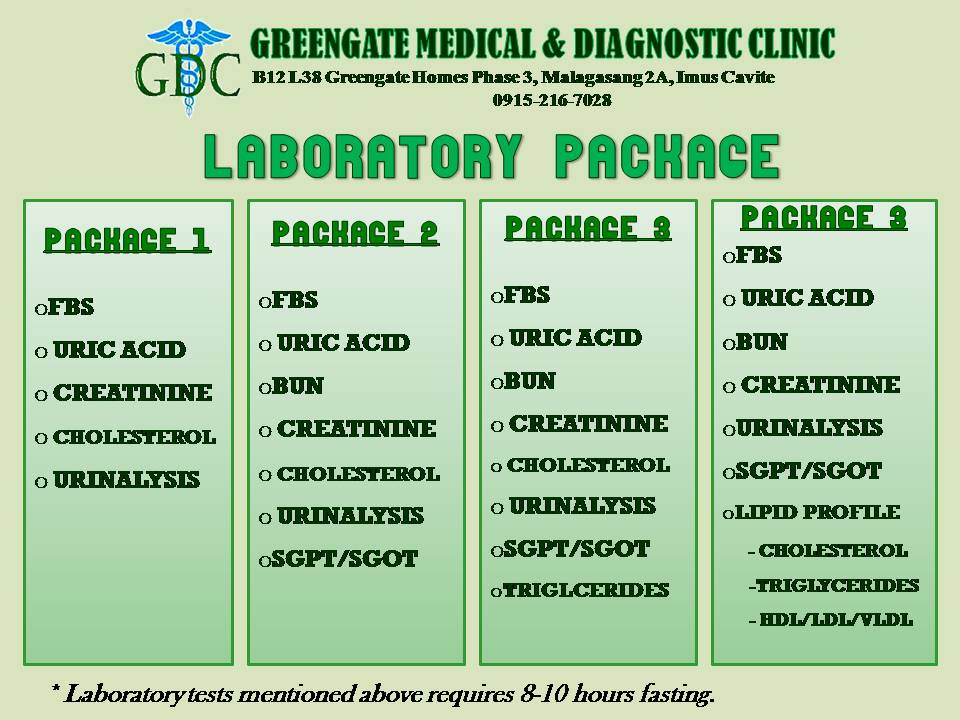 GDC
GREENGATE MEDICAL & DIAGNOSTIC CLINIC
B12 L38 Greengate Homes Phase 3, Malagasang 2A, Imus Cavite
0915-216-7028
LABORATORY PACKAGE
PACKAGE 1
oFBS
o URIC ACID
o CREATININE
o CHOLESTEROL
o URINALYSIS
PACKAGE 2
oFBS
o URIC ACID
oBUN
o CREATININE
o CHOLESTEROL
o URINALYSIS
oSGPT/SGOT
PACKAGE 3
oFBS
o URIC ACID
oBUN
o CREATININE
o CHOLESTEROL
o URINALYSIS
oSGPT/SGOT
oTRIGLCERIDES
PACKAGE 3
oFBS
o URIC ACID
oBUN
o CREATININE
oURINALYSIS
oSGPT/SGOT
oLIPID PROFILE
- CHOLESTEROL
-TRIGLYCERIDES
- HDL/LDL/VLDL
* Laboratory tests mentioned above requires 8-10 hours fasting.